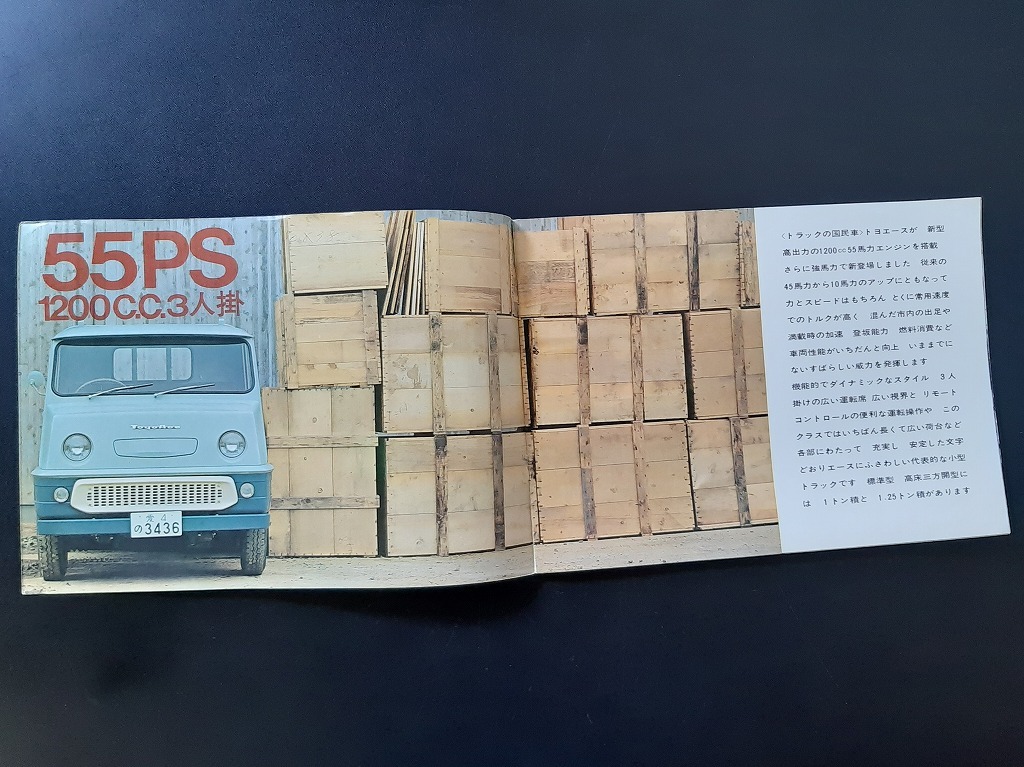 55PS
1200C.C.3人掛
Toyoace
愛4
の3436
〈トラックの国民車〉トヨエースが 新型
高出力の1200cc55馬力エンジンを搭載
さらに強馬力で新登場しました 従来の
45馬力から10馬力のアップにともなって
力とスピードはもちろん とくに常用速度
でのトルクが高く 混んだ市内の出足や
満載時の加速 登坂能力 燃料消費など
車両性能がいちだんと向上 いままでに
ないすばらしい威力を発揮します
機能的でダイナミックなスタイル 3人
掛けの広い運転席 広い視界と リモート
コントロールの便利な運転操作や この
クラスではいちばん長くて広い荷台など
各部にわたって 充実し 安定した文字
どおりエースにふさわしい代表的な小型
トラックです 標準型 高床三方開型に
は 1トン積と 1.25トン積があります